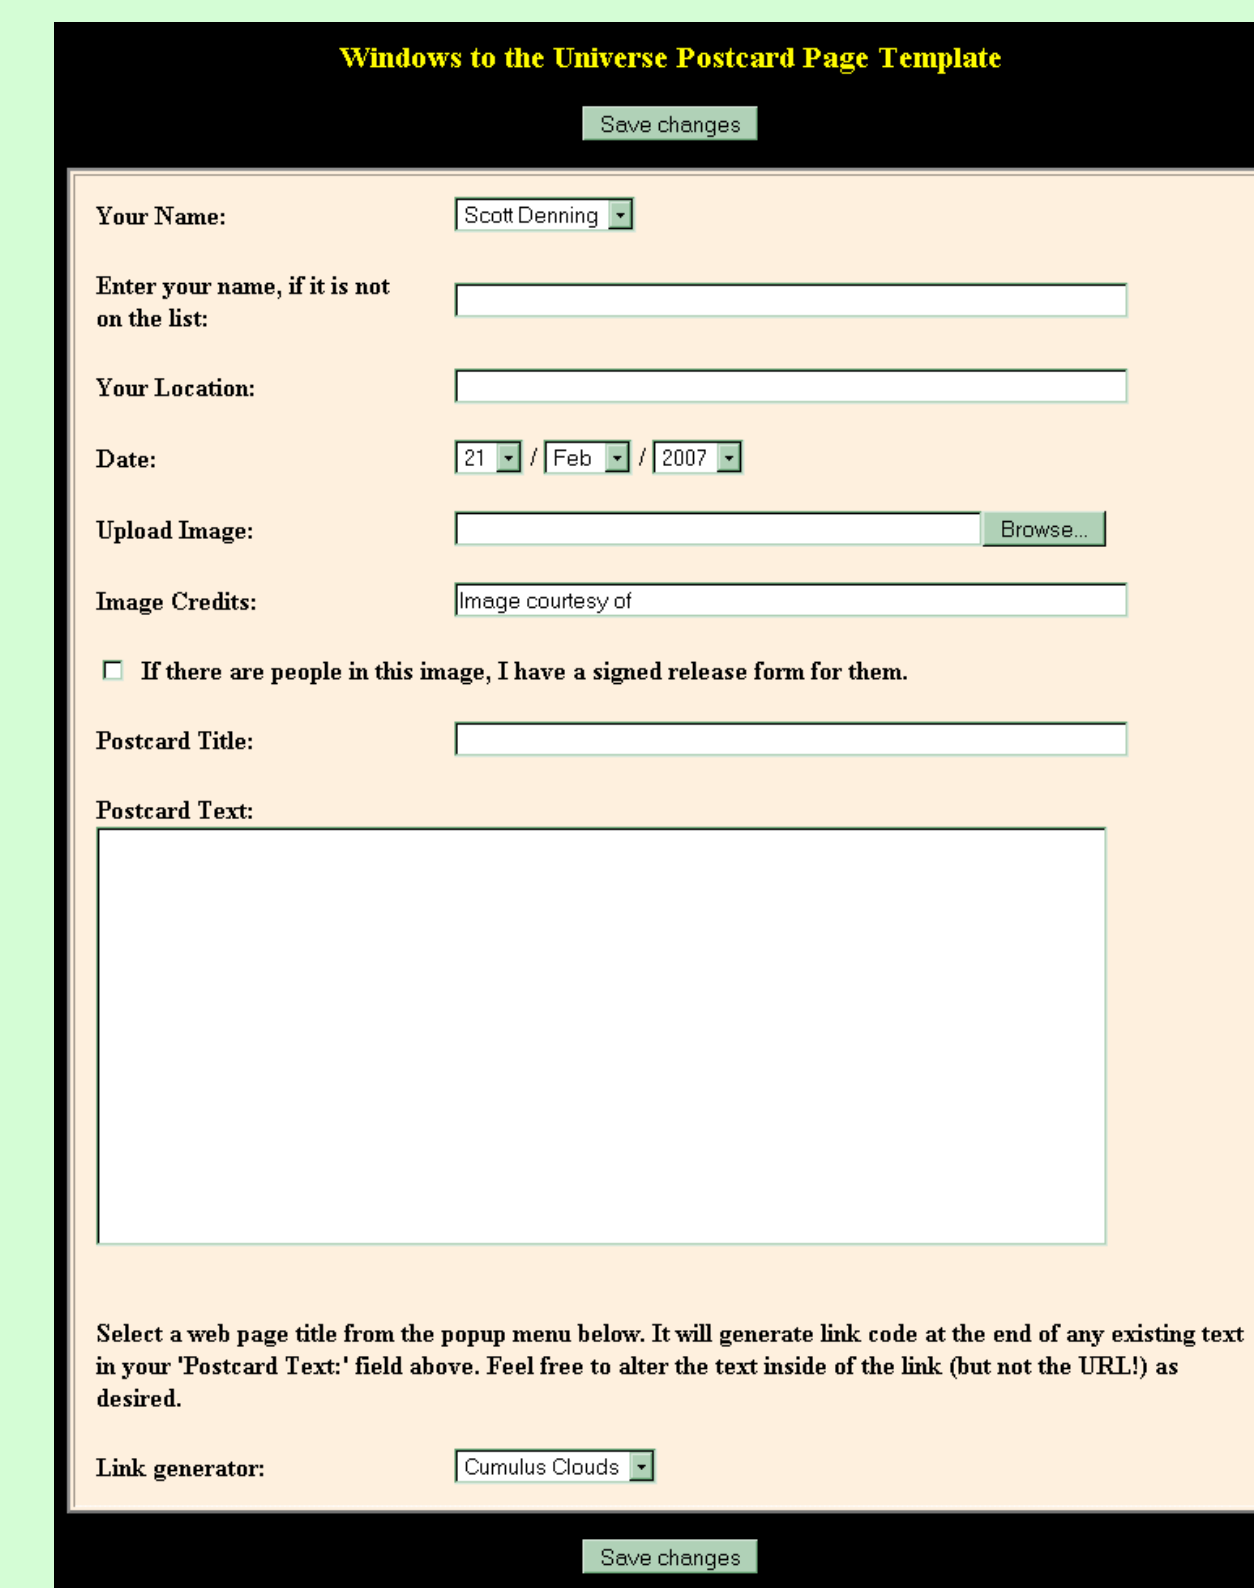 Windows to the Universe Postcard Page Template
Save changes
Your Name: Scott Denning
Enter your name, if it is not
on the list:
Your Location:
Date: 21 / Feb / 2007
Upload Image: Browse...
Image Credits: Image courtesy of
If there are people in this image, I have a signed release form for them.
Postcard Title:
Postcard Text:
Select a web page title from the popup menu below. It will generate link code at the end of any existing text
in your 'Postcard Text:' field above. Feel free to alter the text inside of the link (but not the URL!) as
desired.
Link generator: Cumulus Clouds
Save changes